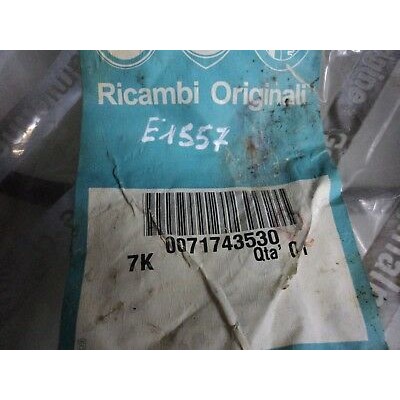 Ricambi Originali
E1557
0071743530
7K
Qta' 01